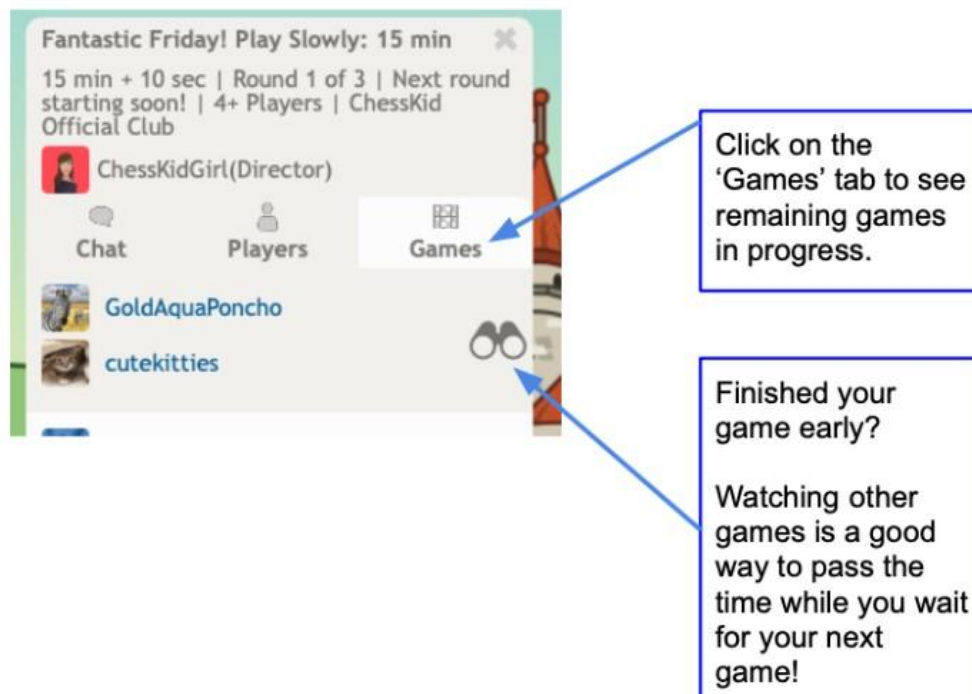 Fantastic Friday! Play Slowly: 15 min
15 min + 10 sec | Round 1 of 3 | Next round
starting soon! | 4+ Players | ChessKid
Official Club
ChessKidGirl(Director)
Chat
Players
Games
GoldAquaPoncho
cutekitties
Click on the
‘Games’ tab to see
remaining games
in progress.
Finished your
game early?
Watching other
games is a good
way to pass the
time while you wait
for your next
game!